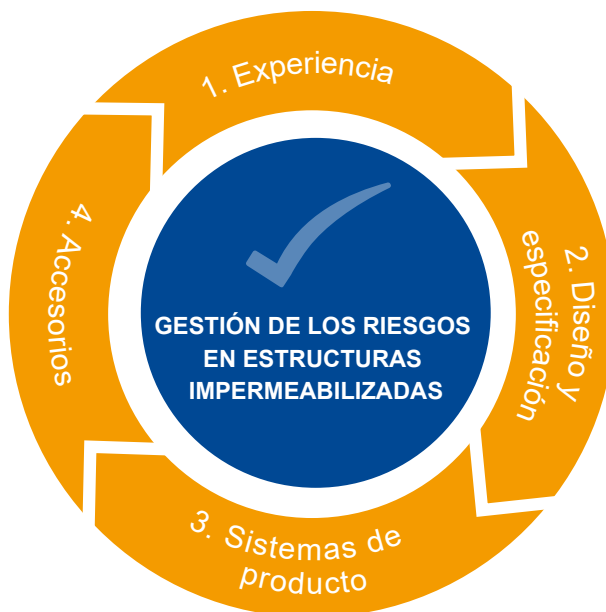 1. Experiencia
2. Diseño y
especificación
3. Sistemas de
producto
4. Accesorios
GESTIÓN DE LOS RIESGOS
EN ESTRUCTURAS
IMPERMEABILIZADAS